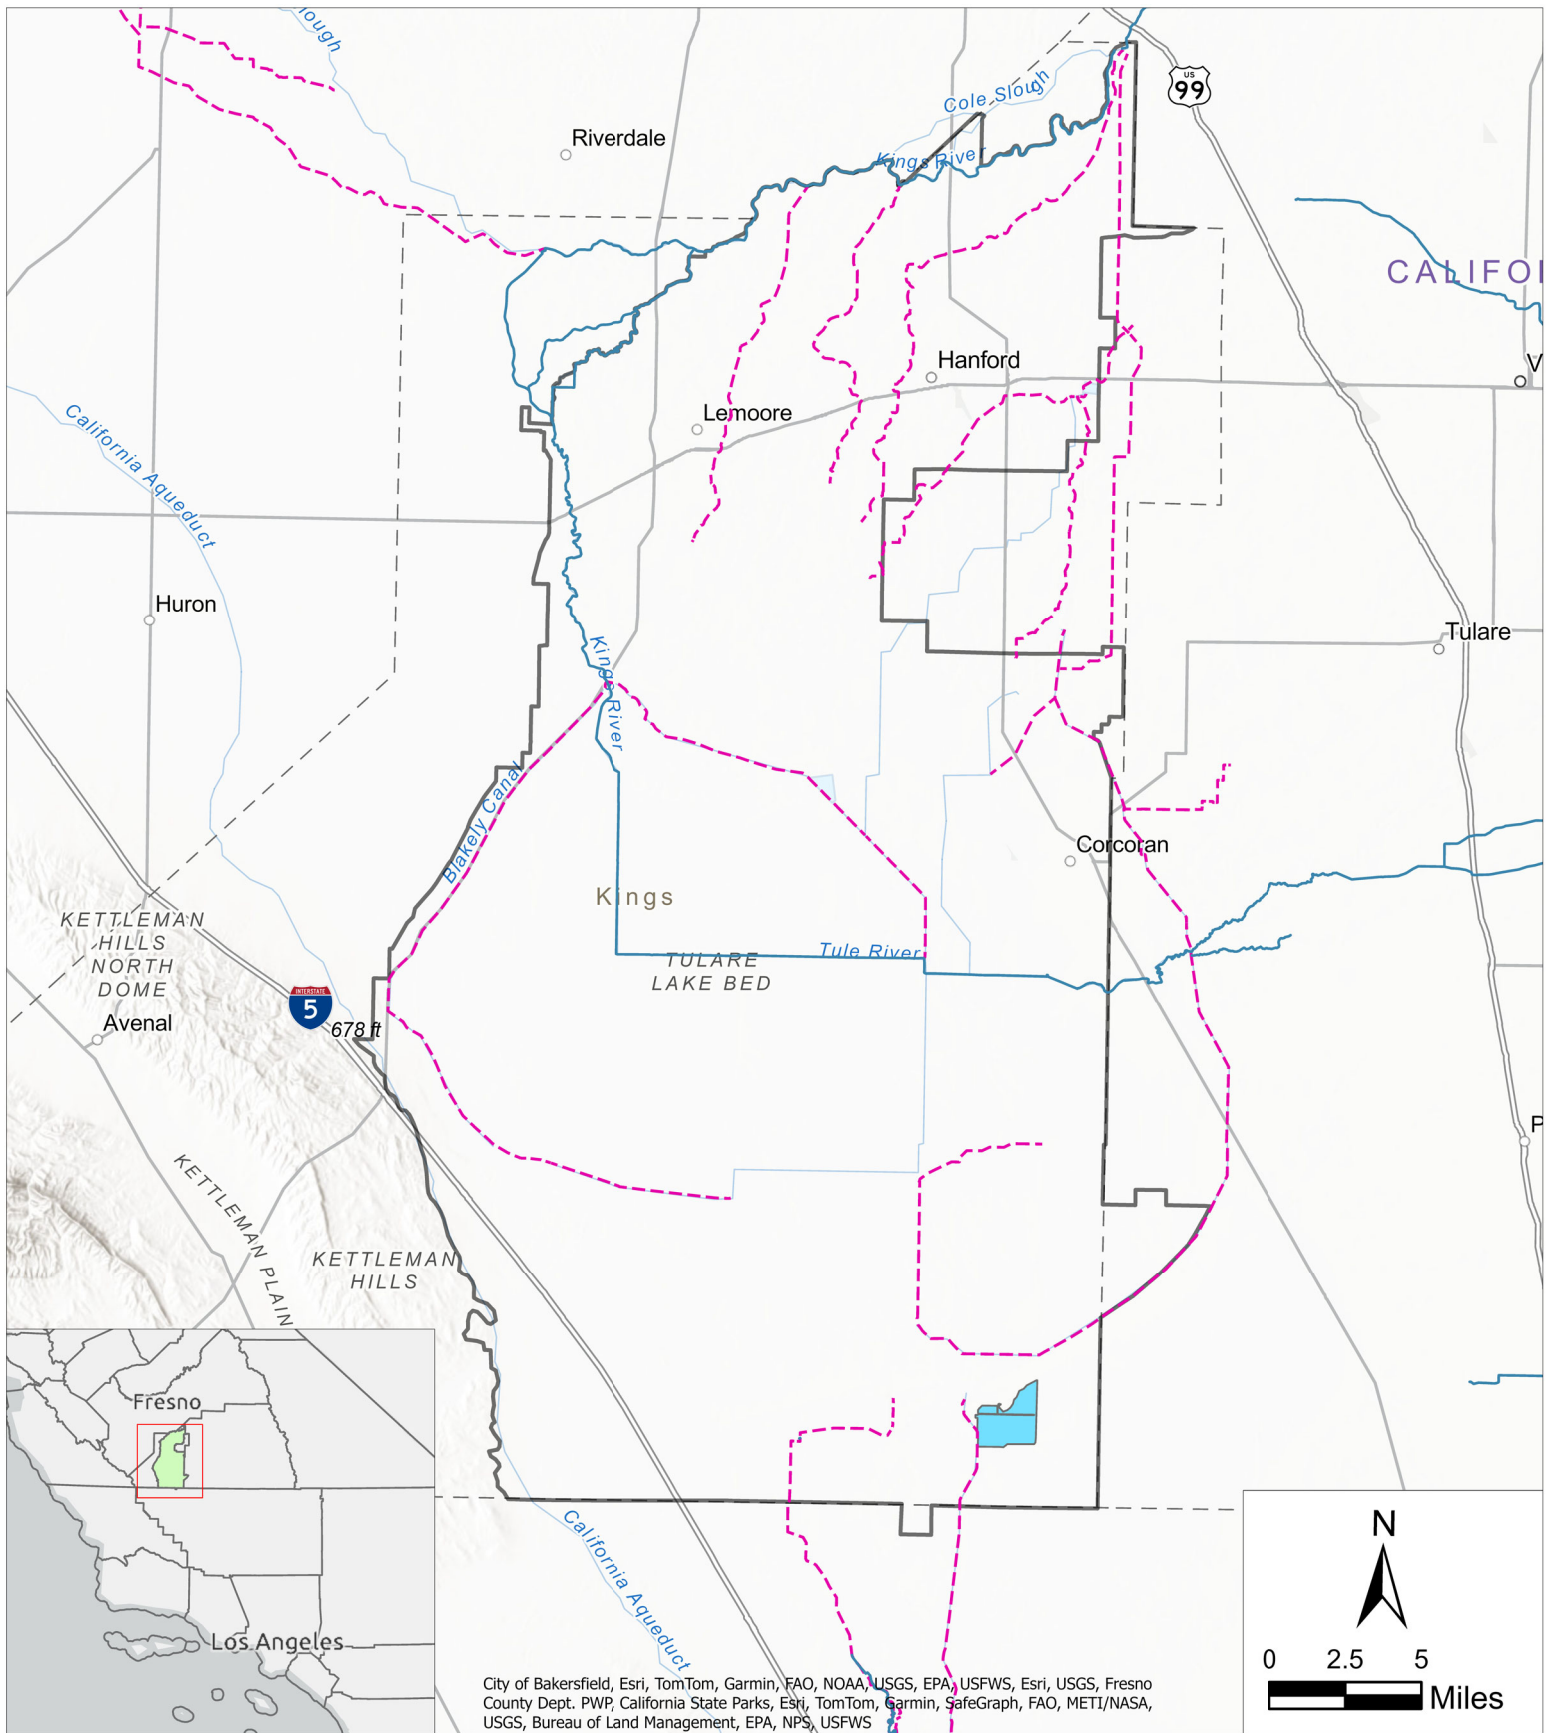 lough
US
99
Cole Slough
Riverdale
Kings River
CALIFO
Hanford
V
Lemoore
California Aqueduct
Huron
Tulare
Kings River
Blakely Canal
Corcoran
Kings
KETTLEMAN
HILLS
NORTH
DOME
Tule River
TULARE
LAKE BED
INTERSTATE
5
678 ft
Avenal
P
KETTLEMAN PLAIN
KETTLEMAN
HILLS
Fresno
Los Angeles
California Aqueduct
N
0 2.5 5
Miles
City of Bakersfield, Esri, TomTom, Garmin, FAO, NOAA, USGS, EPA, USFWS, Esri, USGS, Fresno
County Dept. PWP, California State Parks, Esri, TomTom, Garmin, SafeGraph, FAO, METI/NASA,
USGS, Bureau of Land Management, EPA, NPS, USFWS